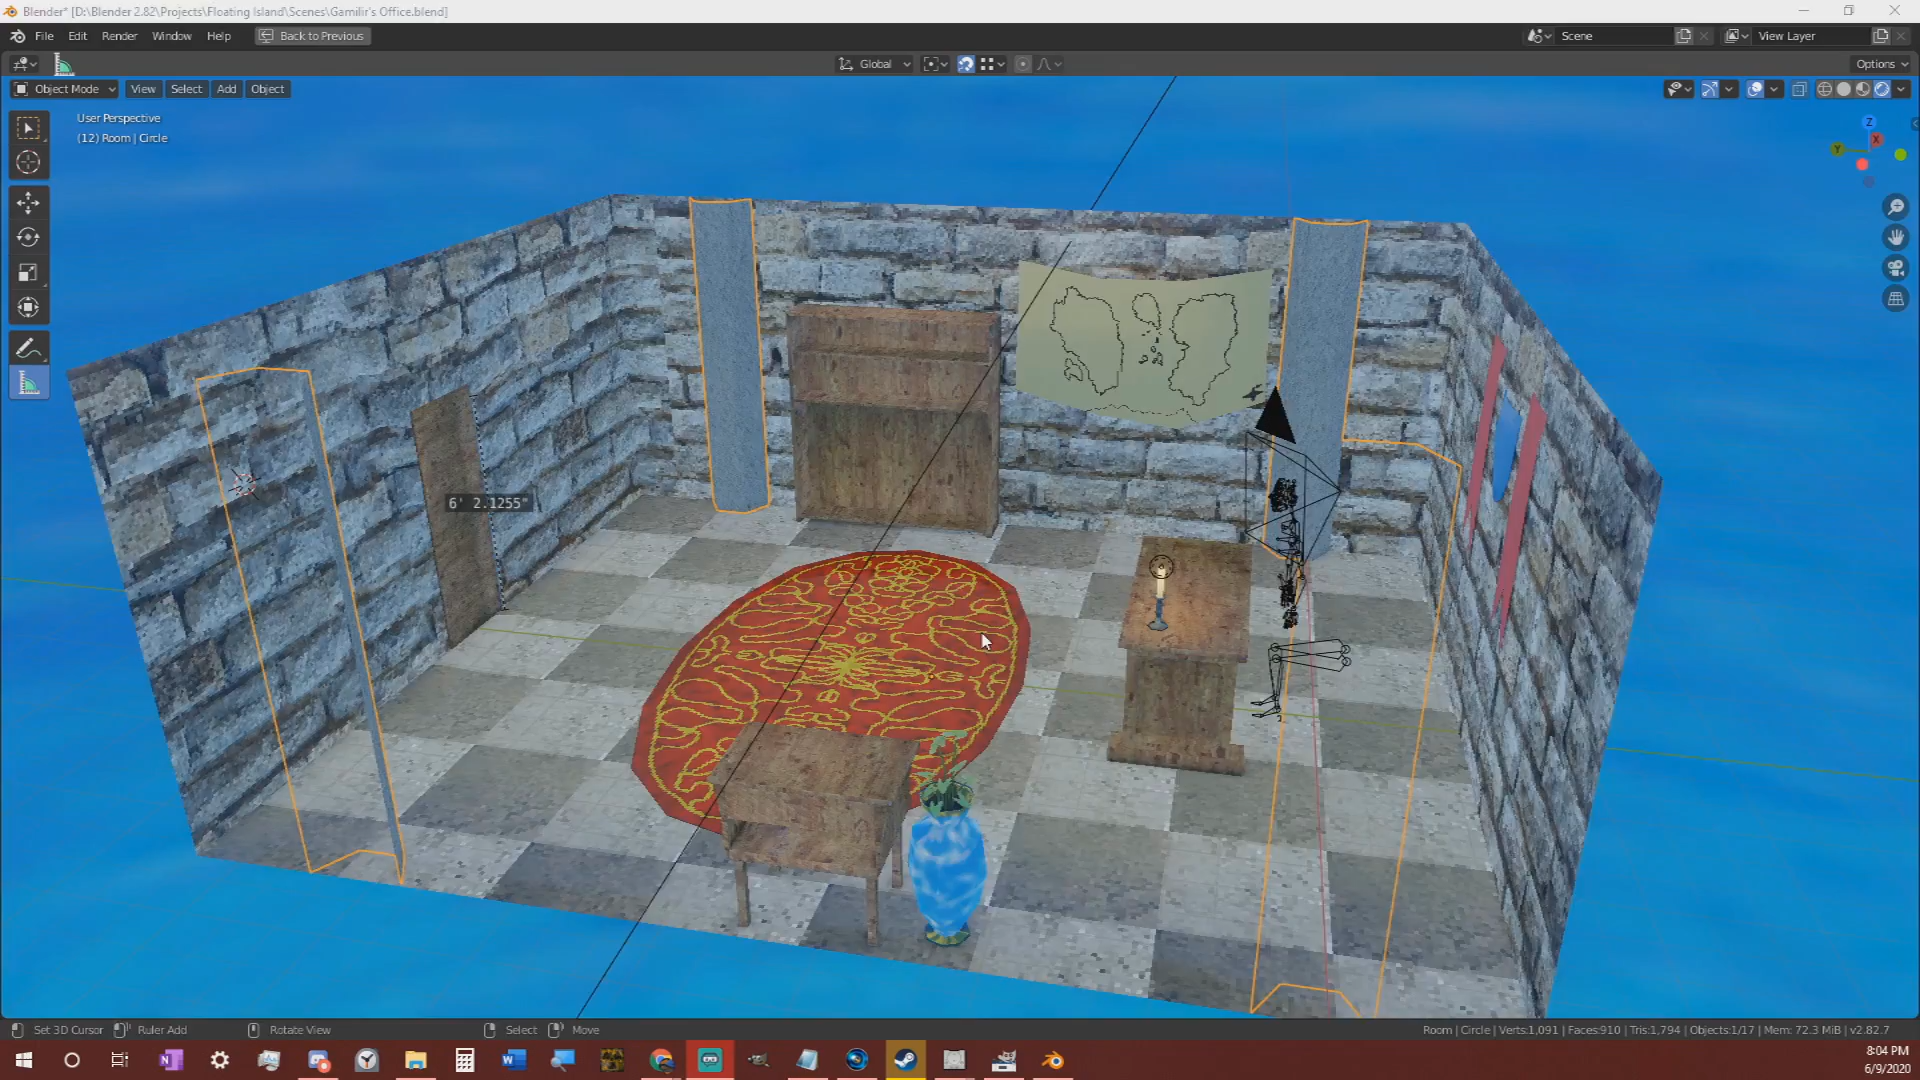 Blender* [D:\Blender 2.82\Projects\Floating Island\Scenes\Gamilir's Office.blend]
File Edit Render Window Help Back to Previous Scene View Layer
Global Options
Object Mode View Select Add Object
User Perspective
(12) Room | Circle
Z
X
Y
6' 2.1255"
Set 3D Cursor Ruler Add Rotate View Select Move Room | Circle | Verts:1,091 | Faces:910 | Tris:1,794 | Objects:1/17 | Mem: 72.3 MiB | v2.82.7
8:04 PM
6/9/2020